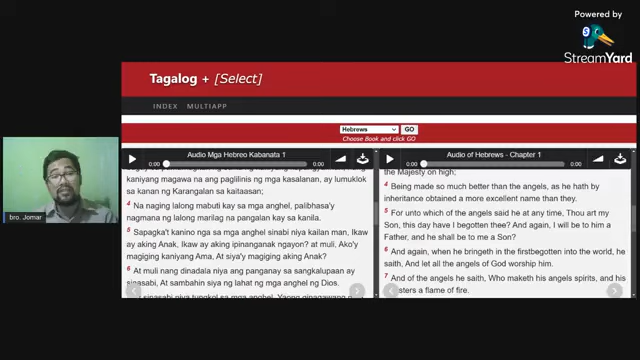 Powered by
StreamYard
Tagalog + [Select]
INDEX MULTIAPP
Hebrews GO
Choose Book and click GO
Audio Mga Hebreo Kabanata 1
0:00 0:00
kaniyang magawa na ang paglilinis ng mga kasalanan, ay lumuklok
sa kanan ng Karangalan sa kaitaasan;
4 Na naging lalong mabuti kay sa mga anghel, palibhasa'y
nagmana ng lalong marilag na pangalan kay sa kanila.
5 Sapagka't kanino nga sa mga anghel sinabi niya kailan man, Ikaw
ay aking Anak, Ikaw ay aking ipinanganak ngayon? at muli, Ako'y
magiging kaniyang Ama, At siya'y magiging aking Anak?
6 At muli nang dinadala niya ang panganay sa sangkalupaan ay
sinasabi, At sambahin siya ng lahat ng mga anghel ng Dios.
sinasabi niya tungkol sa mga anghel, Yaong ginagawang
Audio of Hebrews - Chapter 1
0:00 0:00
the Majesty on high;
4 Being made so much better than the angels, as he hath by
inheritance obtained a more excellent name than they.
5 For unto which of the angels said he at any time, Thou art my
Son, this day have I begotten thee? And again, I will be to him a
Father, and he shall be to me a Son?
6 And again, when he bringeth in the firstbegotten into the world, he
saith, And let all the angels of God worship him.
7 And of the angels he saith, Who maketh his angels spirits, and his
sters a flame of fire.
bro. Jomar